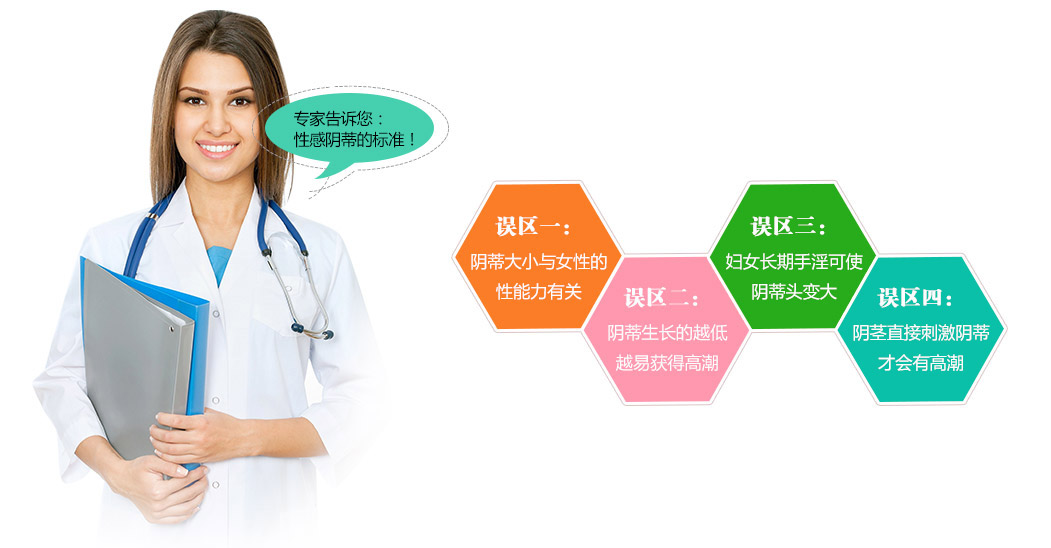 专家告诉您：
性感阴蒂的标准！
误区一：
阴蒂大小与女性的
性能力有关
误区二：
阴蒂生长的越低
越易获得高潮
误区三：
妇女长期手淫可使
阴蒂头变大
误区四：
阴茎直接刺激阴蒂
才会有高潮